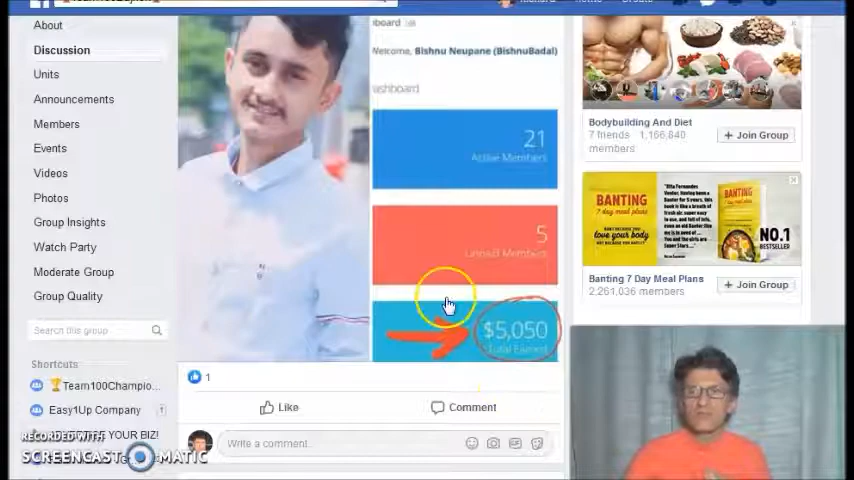 About
Discussion
Units
Announcements
Members
Events
Videos
Photos
Group Insights
Watch Party
Moderate Group
Group Quality
Search this group
Shortcuts
🏆Team100Champio...
Easy1Up Company 1
YOUR BIZ!
RECORDED WITH
SCREENCAST MATIC
Welcome, Bishnu Neupane (BishnuBadal)
21
Active Members
5
Unpaid Members
$5,050
Total Earned
1
Like
Comment
Write a comment...
GIF
Bodybuilding And Diet
7 friends 1,166,840
members
+ Join Group
BANTING
7 day meal plans
love your body
BANTING
NO.1
BESTSELLER
Banting 7 Day Meal Plans
2,261,036 members
+ Join Group